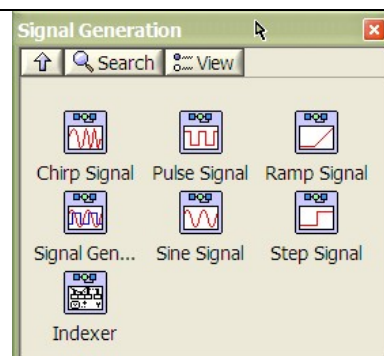 Signal Generation
Search View
Chirp Signal Pulse Signal Ramp Signal
Signal Gen... Sine Signal Step Signal
Indexer